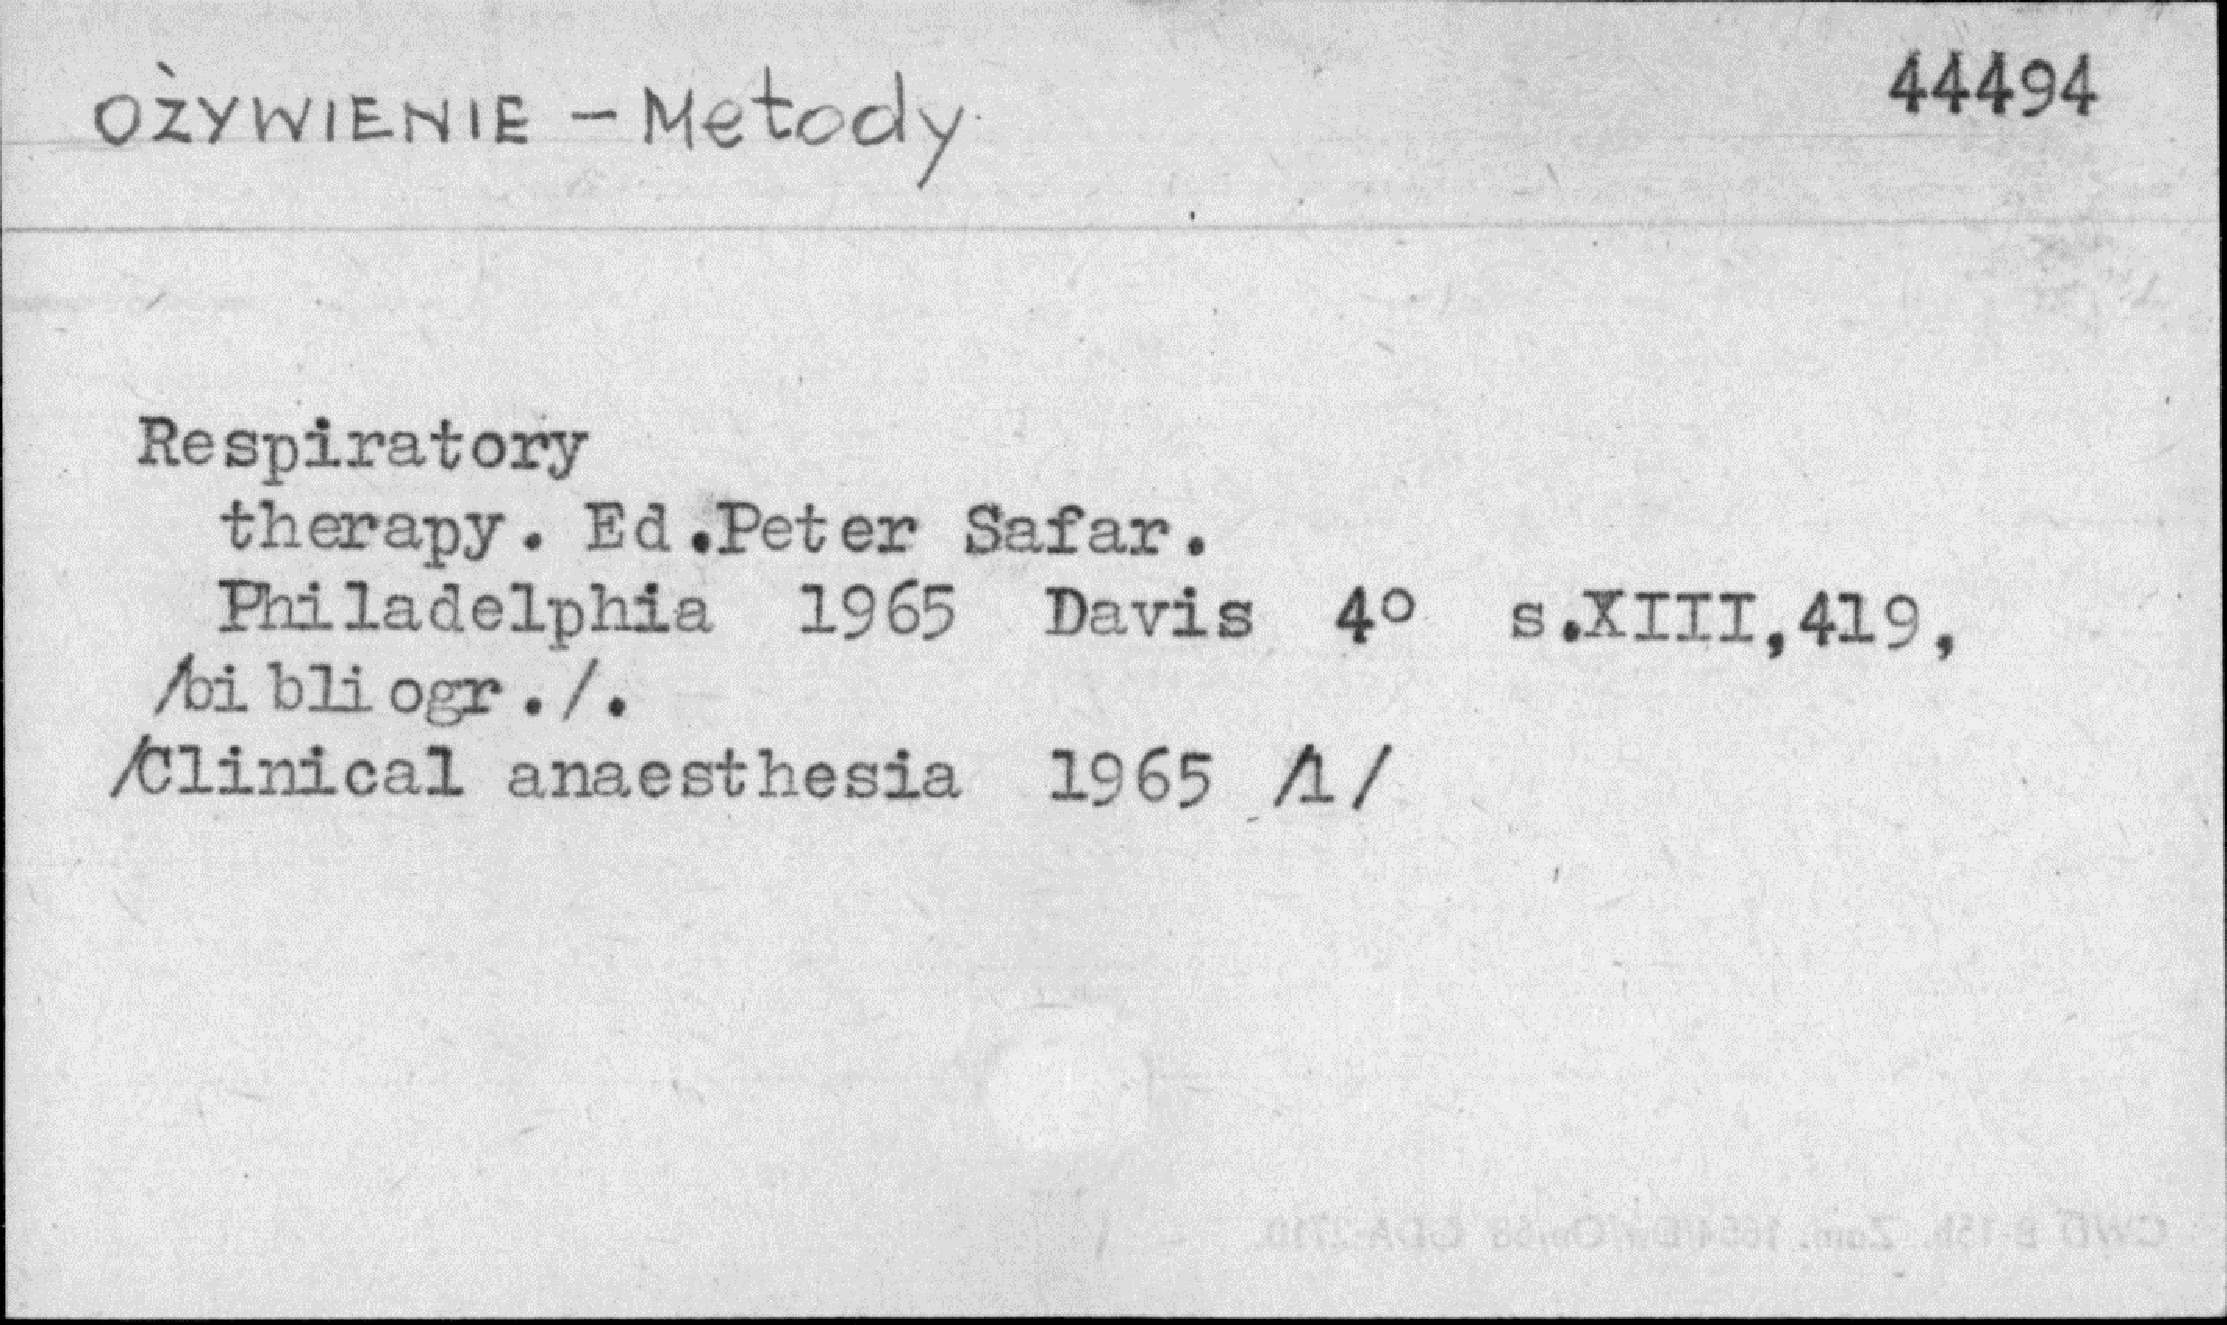 OŻYWIENIE - Metody
44494
Respiratory
therapy. Ed.Peter Safar.
Philadelphia 1965 Davis 4° s.XIII,419,
/bibliogr./.
/Clinical anaesthesia 1965 /1/